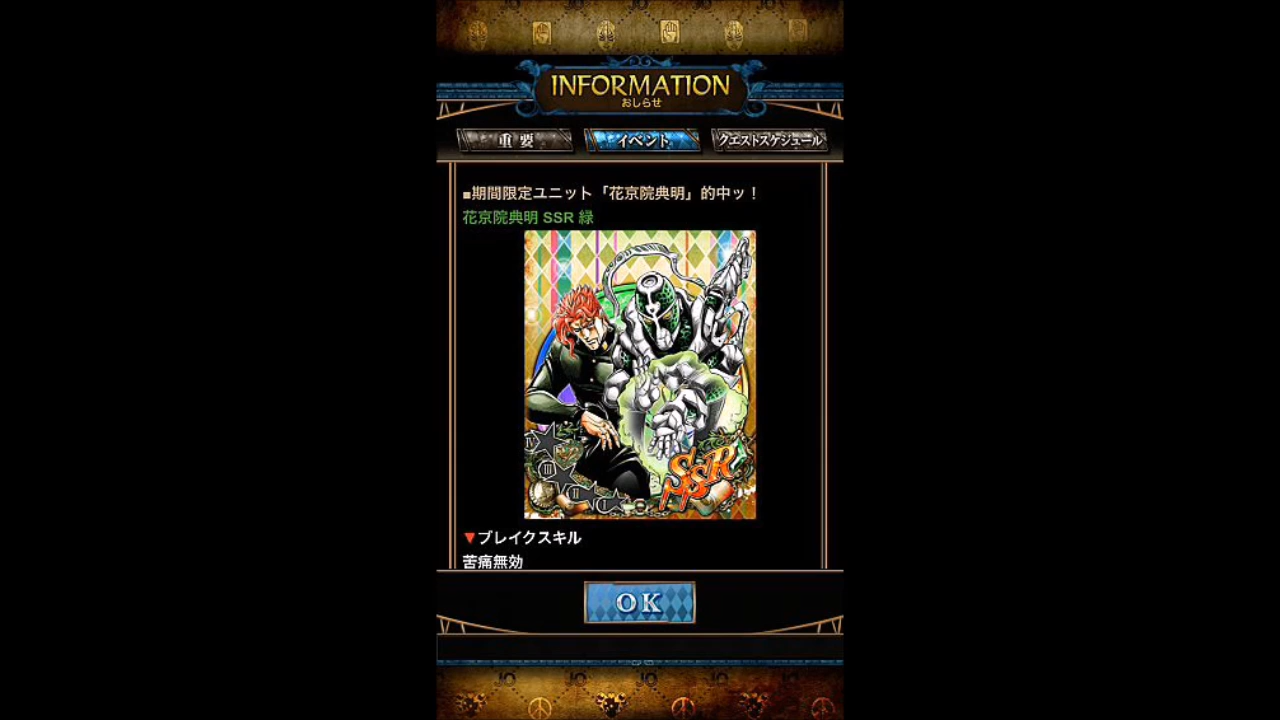 INFORMATION
おしらせ
重要
イベント
クエストスケジュール
■期間限定ユニット「花京院典明」的中ッ!
花京院典明 SSR 緑
IV
III
II
I
SSR
▼ブレイクスキル
苦痛無効
OK